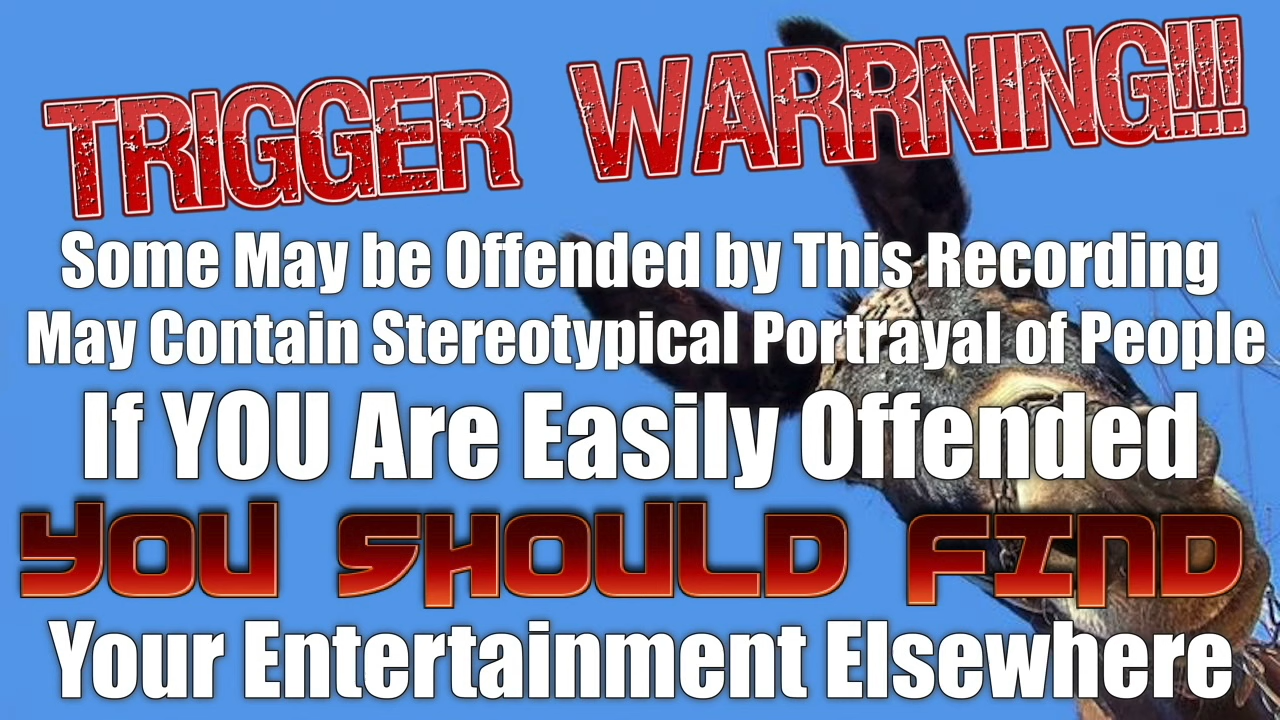 TRIGGER WARRNING!!!
Some May be Offended by This Recording
May Contain Stereotypical Portrayal of People
If YOU Are Easily Offended
YOU SHOULD FIND
Your Entertainment Elsewhere